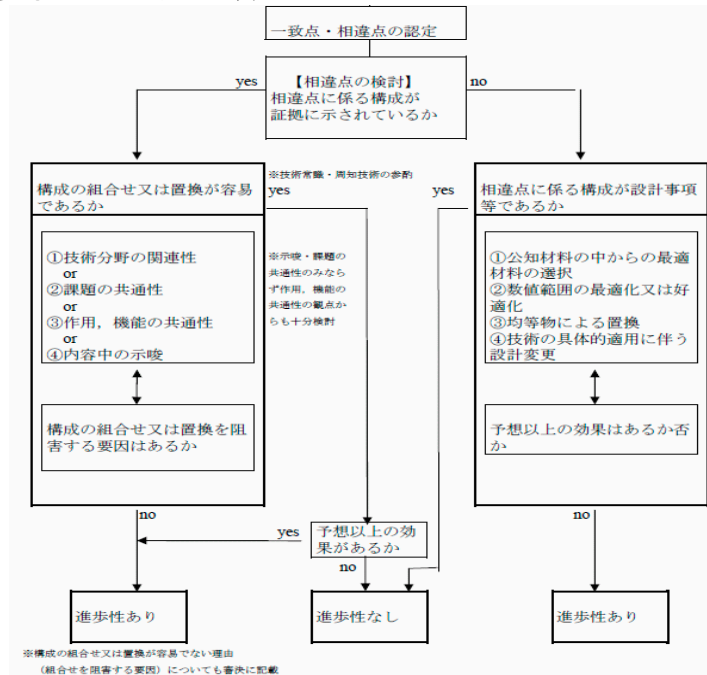 一致点・相違点の認定
yes
【相違点の検討】
相違点に係る構成が
証拠に示されているか
no
構成の組合せ又は置換が容易
であるか
①技術分野の関連性
or
②課題の共通性
or
③作用，機能の共通性
or
④内容中の示唆
構成の組合せ又は置換を阻
害する要因はあるか
no
※技術常識・周知技術の参酌
yes
※示唆・課題の
共通性のみなら
ず作用，機能の
共通性の観点か
らも十分検討
yes
相違点に係る構成が設計事項
等であるか
①公知材料の中からの最適
材料の選択
②数値範囲の最適化又は好
適化
③均等物による置換
④技術の具体的適用に伴う
設計変更
予想以上の効果はあるか否
か
no
yes
予想以上の効
果があるか
no
進歩性あり
進歩性なし
進歩性あり
※構成の組合せ又は置換が容易でない理由
（組合せを阻害する要因）についても審決に記載